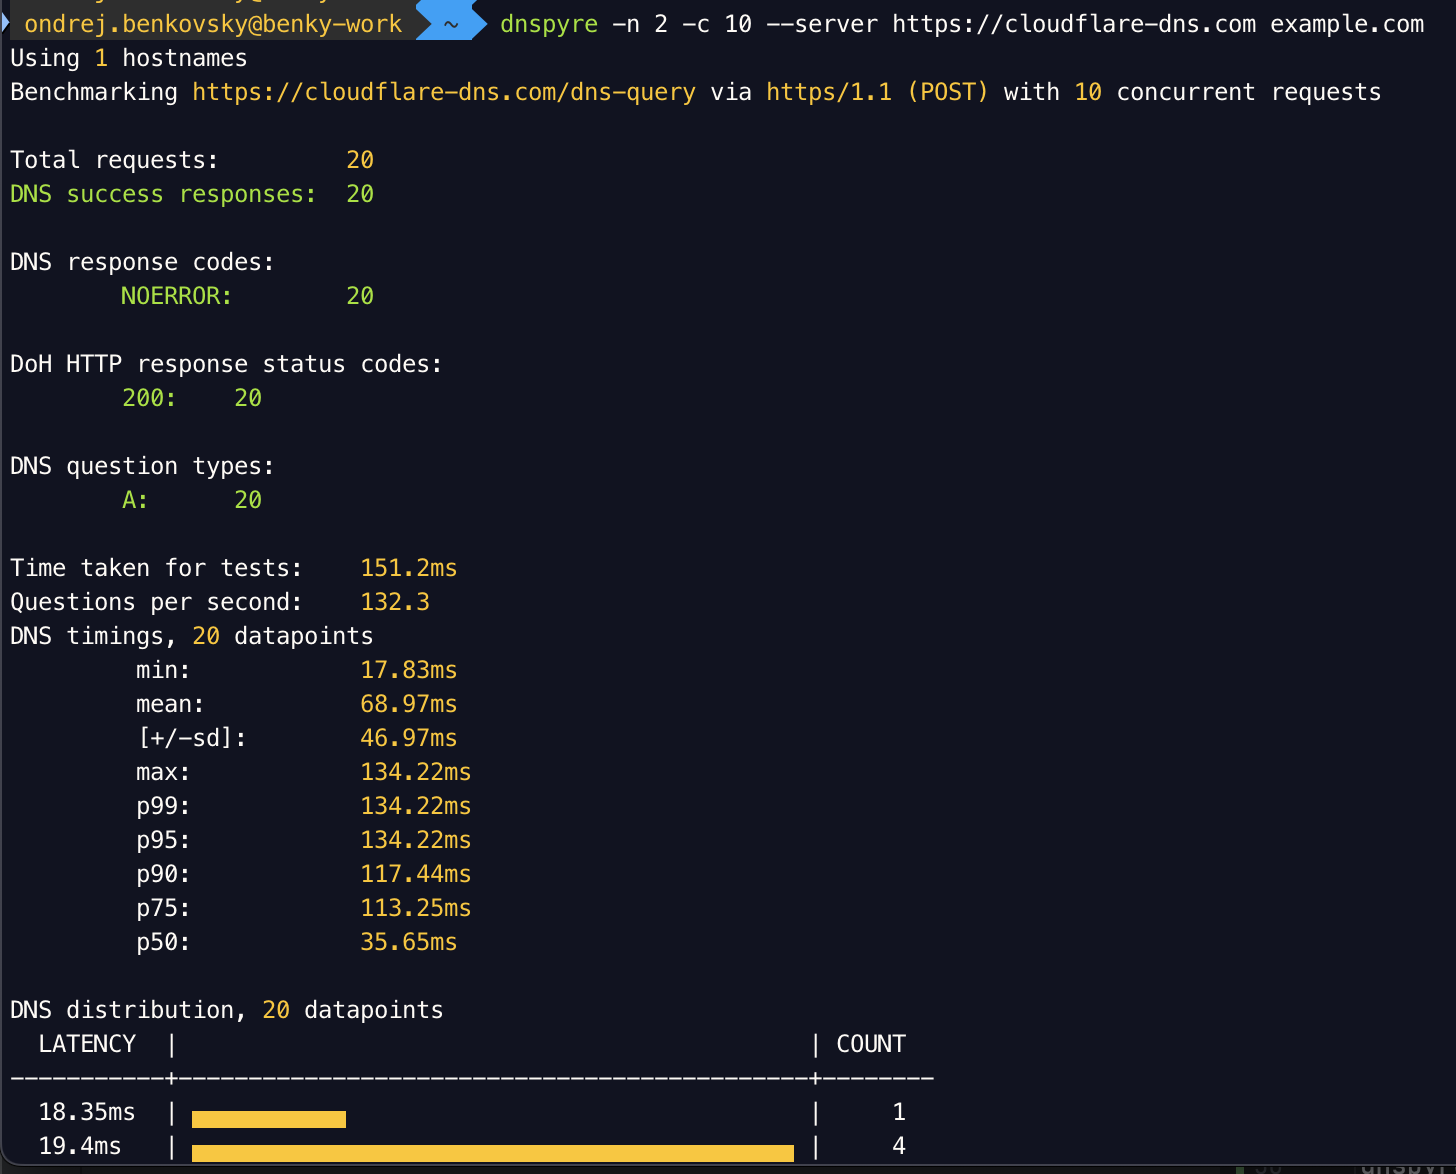 ondrej.benkovsky@benky-work ~ dnspyre -n 2 -c 10 --server https://cloudflare-dns.com example.com
Using 1 hostnames
Benchmarking https://cloudflare-dns.com/dns-query via https/1.1 (POST) with 10 concurrent requests
Total requests: 20
DNS success responses: 20
DNS response codes:
NOERROR: 20
DoH HTTP response status codes:
200: 20
DNS question types:
A: 20
Time taken for tests: 151.2ms
Questions per second: 132.3
DNS timings, 20 datapoints
min: 17.83ms
mean: 68.97ms
[+/-sd]: 46.97ms
max: 134.22ms
p99: 134.22ms
p95: 134.22ms
p90: 117.44ms
p75: 113.25ms
p50: 35.65ms
DNS distribution, 20 datapoints
LATENCY | | COUNT
-----------+---------------------------------------------+--------
18.35ms | | 1
19.4ms | | 4